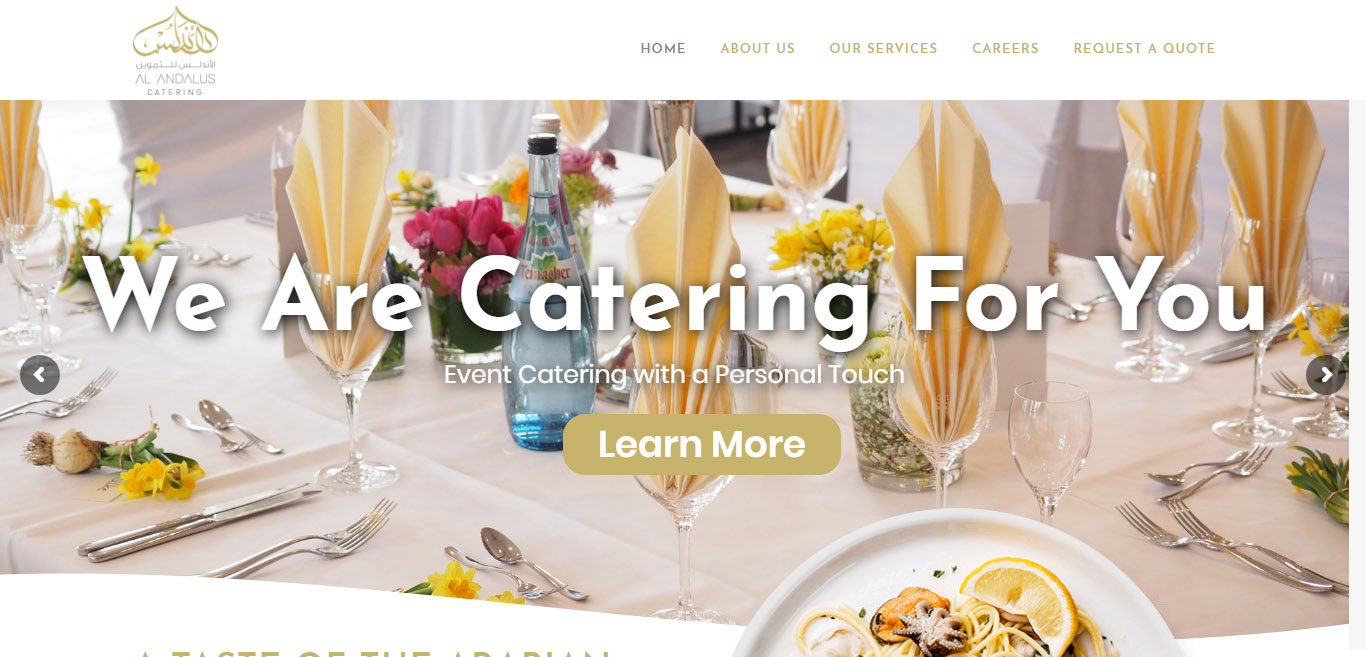 الأندلس
الأندلس للتموين
AL ANDALUS
CATERING
HOME
ABOUT US
OUR SERVICES
CAREERS
REQUEST A QUOTE
We Are Catering For You
Event Catering with a Personal Touch
Learn More
A TASTE OF THE ARABIAN